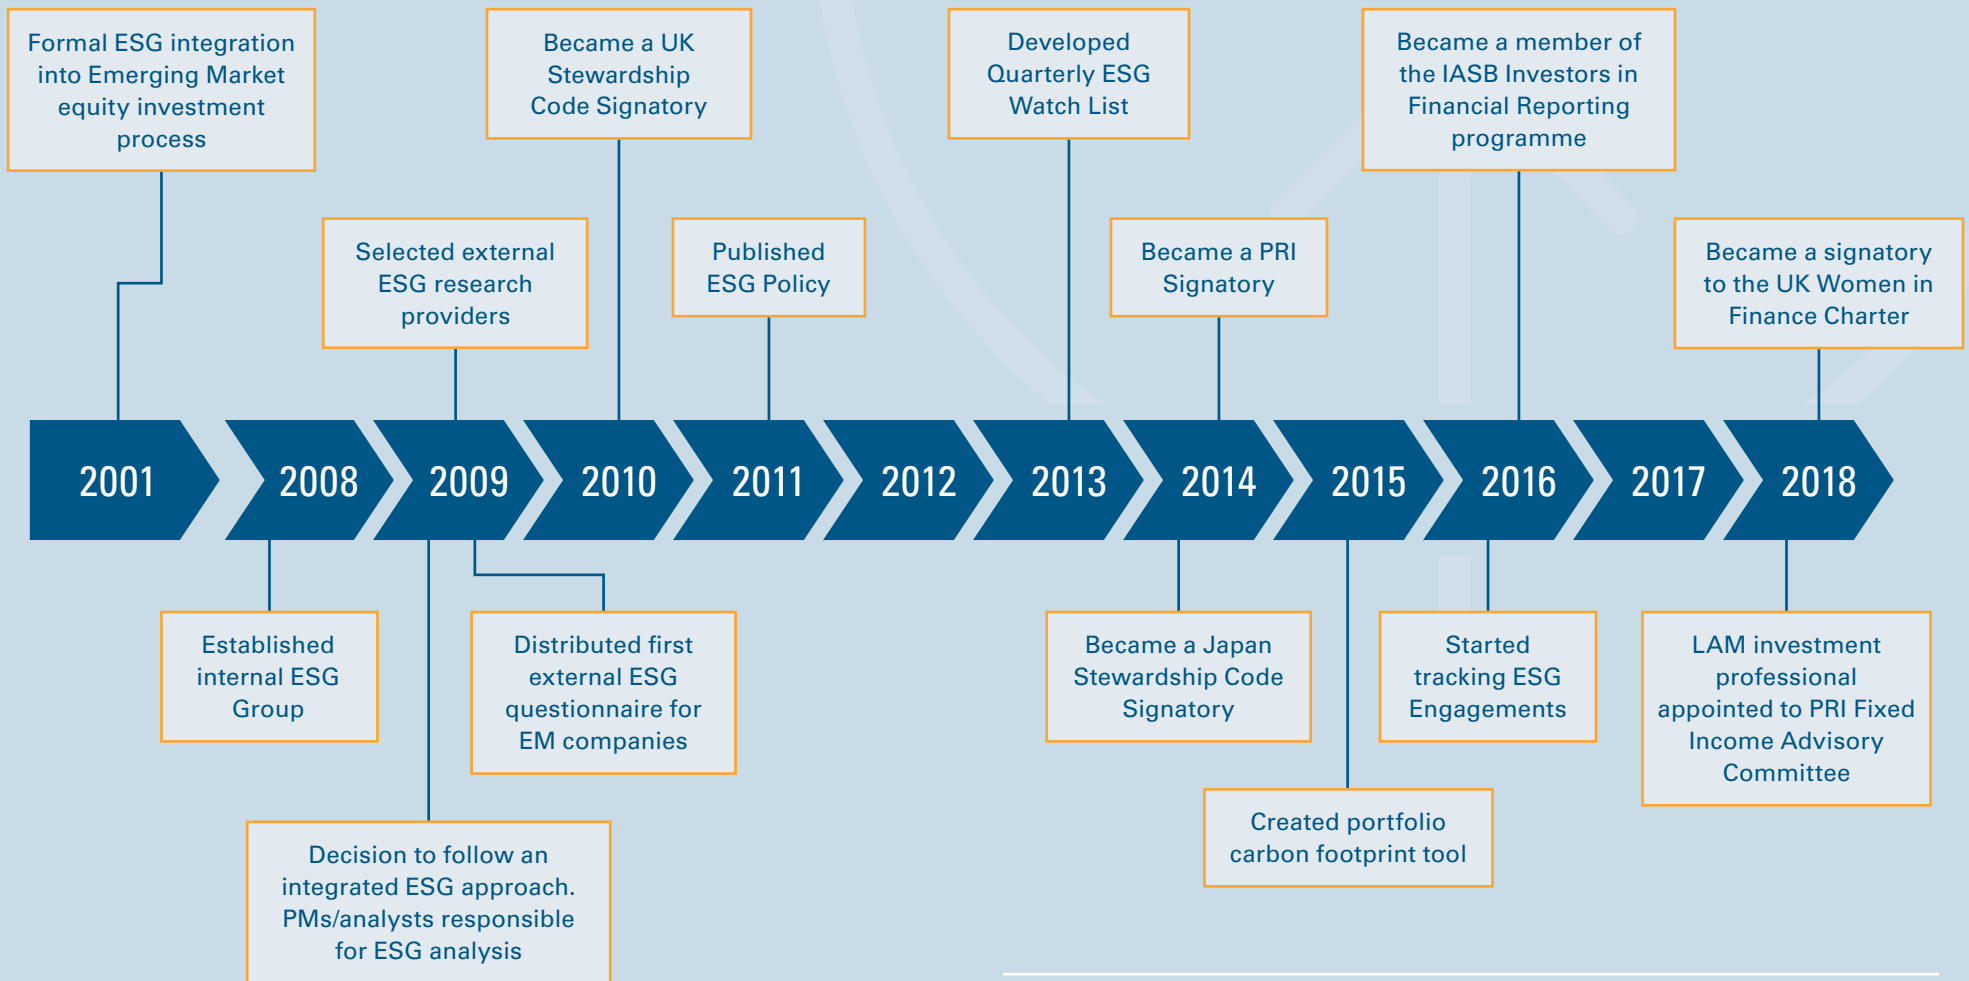 Formal ESG integration
into Emerging Market
equity investment
process
Became a UK
Stewardship
Code Signatory
Developed
Quarterly ESG
Watch List
Became a member of
the IASB Investors in
Financial Reporting
programme
Selected external
ESG research
providers
Published
ESG Policy
Became a PRI
Signatory
Became a signatory
to the UK Women in
Finance Charter
2001
2008
2009
2010
2011
2012
2013
2014
2015
2016
2017
2018
Established
internal ESG
Group
Distributed first
external ESG
questionnaire for
EM companies
Became a Japan
Stewardship Code
Signatory
Started
tracking ESG
Engagements
LAM investment
professional
appointed to PRI Fixed
Income Advisory
Committee
Decision to follow an
integrated ESG approach.
PMs/analysts responsible
for ESG analysis
Created portfolio
carbon footprint tool